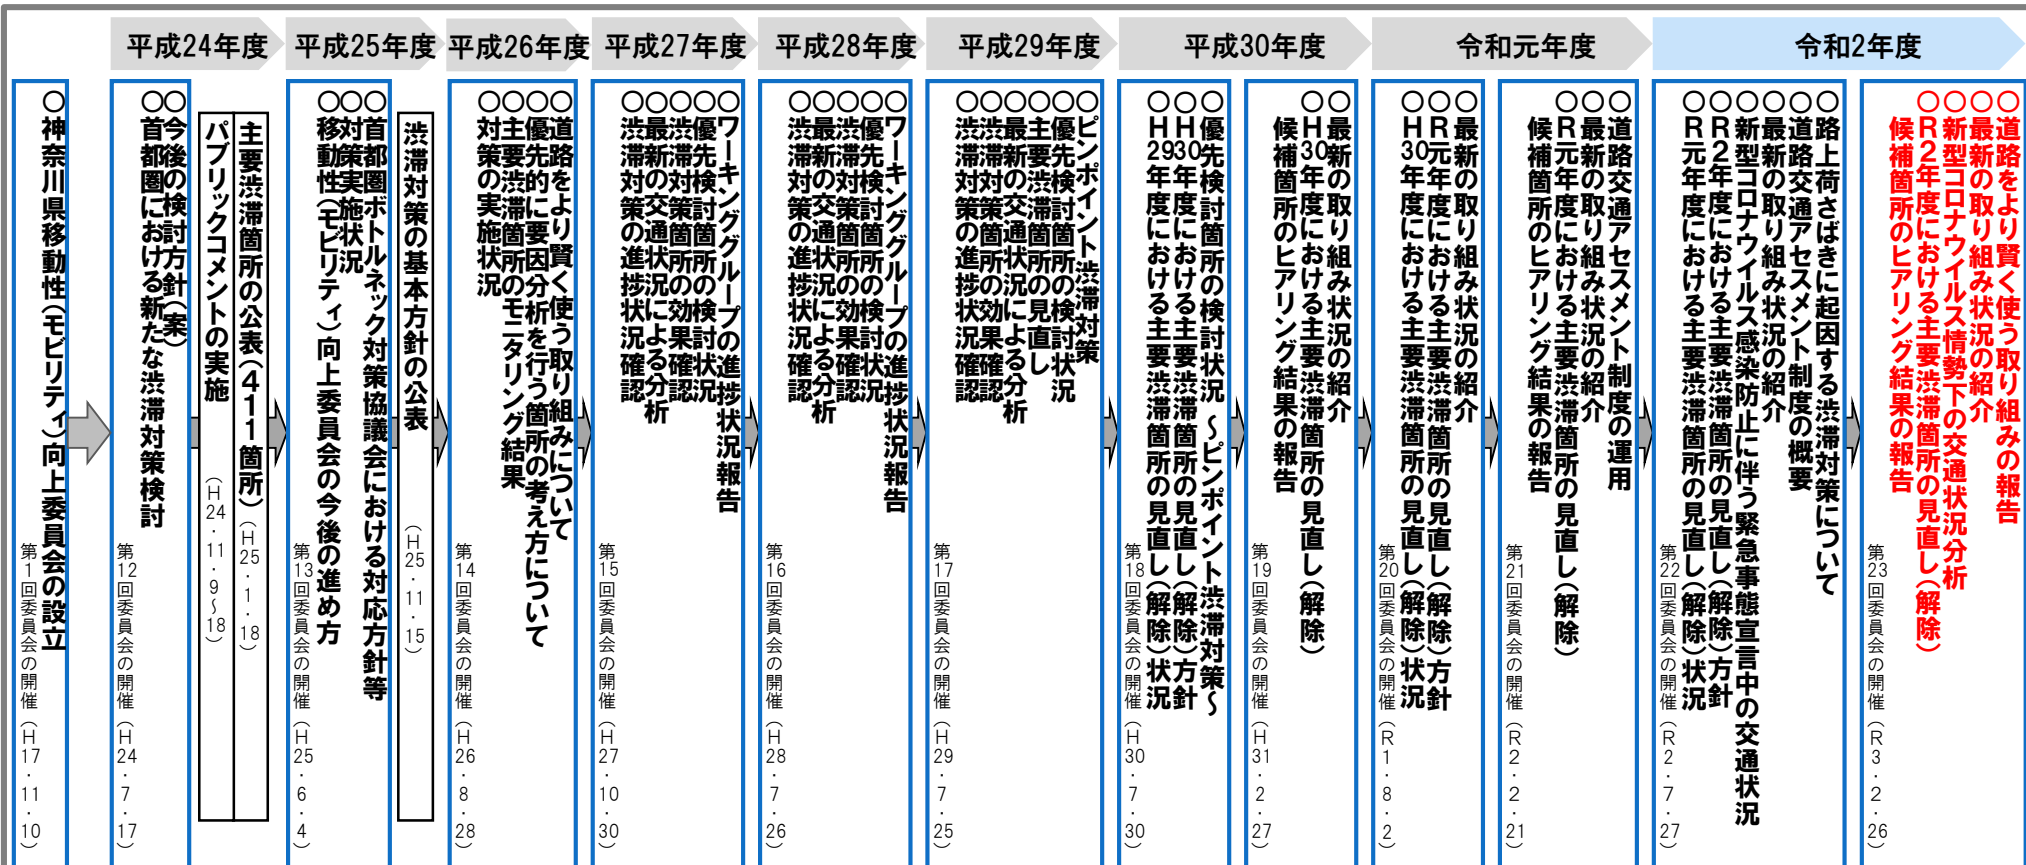 平成24年度
平成25年度
平成26年度
平成27年度
平成28年度
平成29年度
平成30年度
令和元年度
令和2年度
○神奈川県移動性(モビリティ)向上委員会の設立
第1回委員会の開催(H17・11・10)
○今後の検討方針(案)
○首都圏における新たな渋滞対策検討
第12回委員会の開催(H24・7・17)
主要渋滞箇所の公表(411箇所)(H25・1・18)
パブリックコメントの実施(H24・11・9~18)
○首都圏ボトルネック対策協議会における対応方針等
○対策実施状況
○移動性(モビリティ)向上委員会の今後の進め方
第13回委員会の開催(H25・6・4)
渋滞対策の基本方針の公表(H25・11・15)
○道路をより賢く使う取り組みについて
○優先的に要因分析を行う箇所の考え方について
○主要渋滞箇所のモニタリング結果
○対策の実施状況
第14回委員会の開催(H26・8・28)
○ワーキンググループの進捗状況報告
○優先検討箇所の検討状況
○渋滞対策箇所の効果確認
○最新の交通状況による分析
○渋滞対策の進捗状況確認
第15回委員会の開催(H27・10・30)
○ワーキンググループの進捗状況報告
○優先検討箇所の検討状況
○渋滞対策箇所の効果確認
○最新の交通状況による分析
○渋滞対策の進捗状況確認
第16回委員会の開催(H28・7・26)
○ピンポイント渋滞対策
○優先検討箇所の検討状況
○主要渋滞箇所の見直し
○最新の交通状況による分析
○渋滞対策箇所の効果確認
○渋滞対策の進捗状況確認
第17回委員会の開催(H29・7・25)
○優先検討箇所の検討状況~ピンポイント渋滞対策~
○H30年度における主要渋滞箇所の見直し(解除)方針
○H29年度における主要渋滞箇所の見直し(解除)状況
第18回委員会の開催(H30・7・30)
○最新の取り組み状況の紹介
○H30年度における主要渋滞箇所の見直し(解除)
候補箇所のヒアリング結果の報告
第19回委員会の開催(H31・2・27)
○最新の取り組み状況の紹介
○R元年度における主要渋滞箇所の見直し(解除)方針
○H30年度における主要渋滞箇所の見直し(解除)状況
第20回委員会の開催(R1・8・2)
○道路交通アセスメント制度の運用
○最新の取り組み状況の紹介
○R元年度における主要渋滞箇所の見直し(解除)
候補箇所のヒアリング結果の報告
第21回委員会の開催(R2・2・21)
○路上荷さばきに起因する渋滞対策について
○道路交通アセスメント制度の概要
○最新の取り組み状況の紹介
○新型コロナウイルス感染防止に伴う緊急事態宣言中の交通状況
○R2年度における主要渋滞箇所の見直し(解除)方針
○R元年度における主要渋滞箇所の見直し(解除)状況
第22回委員会の開催(R2・7・27)
○道路をより賢く使う取り組みの報告
○最新の取り組み状況の紹介
○新型コロナウイルス情勢下の交通状況分析
○R2年度における主要渋滞箇所の見直し(解除)
候補箇所のヒアリング結果の報告
第23回委員会の開催(R3・2・26)